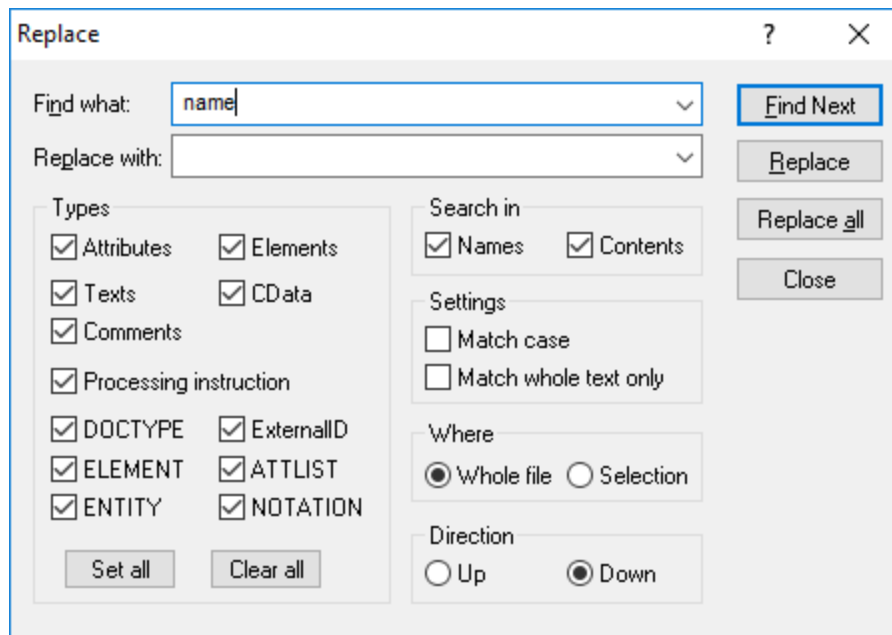 Replace
Find what: name
Replace with:
Find Next
Replace
Replace all
Close
Types
Attributes Elements
Texts CData
Comments
Processing instruction
DOCTYPE ExternalID
ELEMENT ATTLIST
ENTITY NOTATION
Set all Clear all
Search in
Names Contents
Settings
Match case
Match whole text only
Where
Whole file Selection
Direction
Up Down